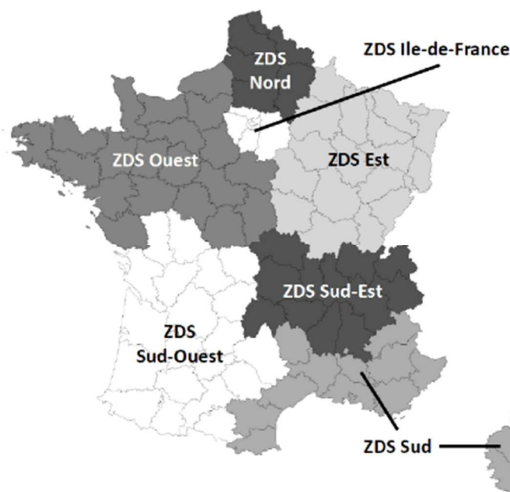 ZDS
Nord
ZDS Ile-de-France
ZDS Ouest
ZDS Est
ZDS Sud-Est
ZDS
Sud-Ouest
ZDS Sud